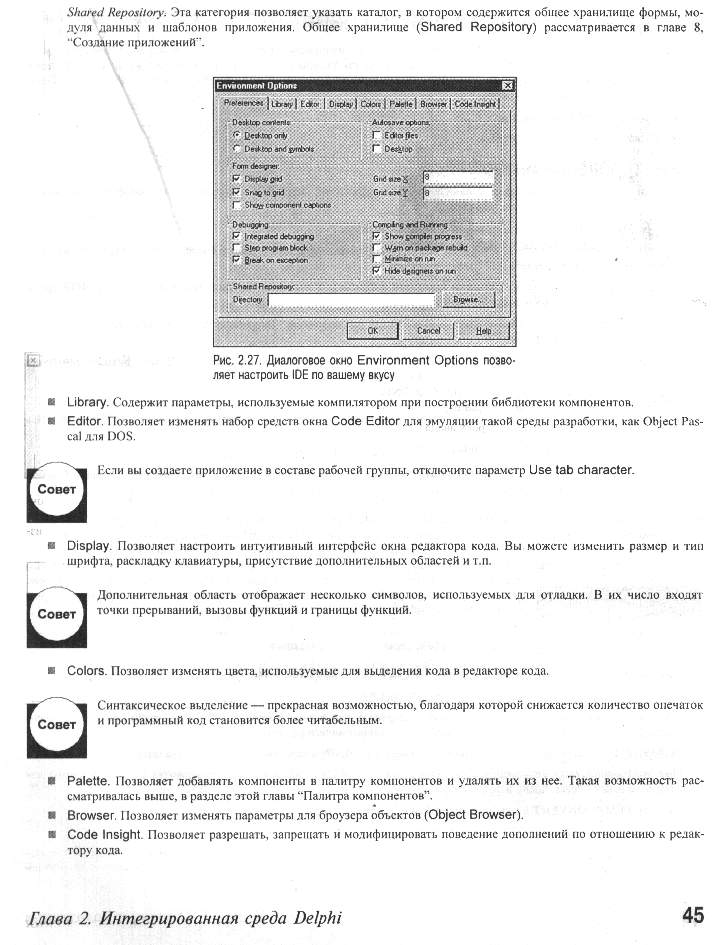 Shared Repository. Эта категория позволяет указать каталог, в котором содержится общее хранилище формы, мо-
дуля данных и шаблонов приложения. Общее хранилище (Shared Repository) рассматривается в главе 8,
“Создание приложений”.
Environment Options
Preferences Library Editor Display Colors Palette Browser Code Insight
Desktop contents: Autosave options:
Desktop only Editor files
Desktop and symbols Desktop
Form designer:
Display grid Grid size X: 8
Snap to grid Grid size Y: 8
Show component captions
Debugging: Compiling and Running:
Integrated debugging Show compiler progress
Step program block Warn on package rebuild
Break on exception Minimize on run
Hide designers on run
Shared Repository:
Directory Browse...
OK Cancel Help
Рис. 2.27. Диалоговое окно Environment Options позво-
ляет настроить IDE по вашему вкусу
Library. Содержит параметры, используемые компилятором при построении библиотеки компонентов.
Editor. Позволяет изменять набор средств окна Code Editor для эмуляции такой среды разработки, как Object Pas-
cal для DOS.
Совет
Если вы создаете приложение в составе рабочей группы, отключите параметр Use tab character.
Display. Позволяет настроить интуитивный интерфейс окна редактора кода. Вы можете изменить размер и тип
шрифта, раскладку клавиатуры, присутствие дополнительных областей и т.п.
Совет
Дополнительная область отображает несколько символов, используемых для отладки. В их число входят
точки прерываний, вызовы функций и границы функций.
Colors. Позволяет изменять цвета, используемые для выделения кода в редакторе кода.
Совет
Синтаксическое выделение — прекрасная возможностью, благодаря которой снижается количество опечаток
и программный код становится более читабельным.
Palette. Позволяет добавлять компоненты в палитру компонентов и удалять их из нее. Такая возможность рас-
сматривалась выше, в разделе этой главы “Палитра компонентов”.
Browser. Позволяет изменять параметры для броузера объектов (Object Browser).
Code Insight. Позволяет разрешать, запрещать и модифицировать поведение дополнений по отношению к редак-
тору кода.
Глава 2. Интегрированная среда Delphi 45